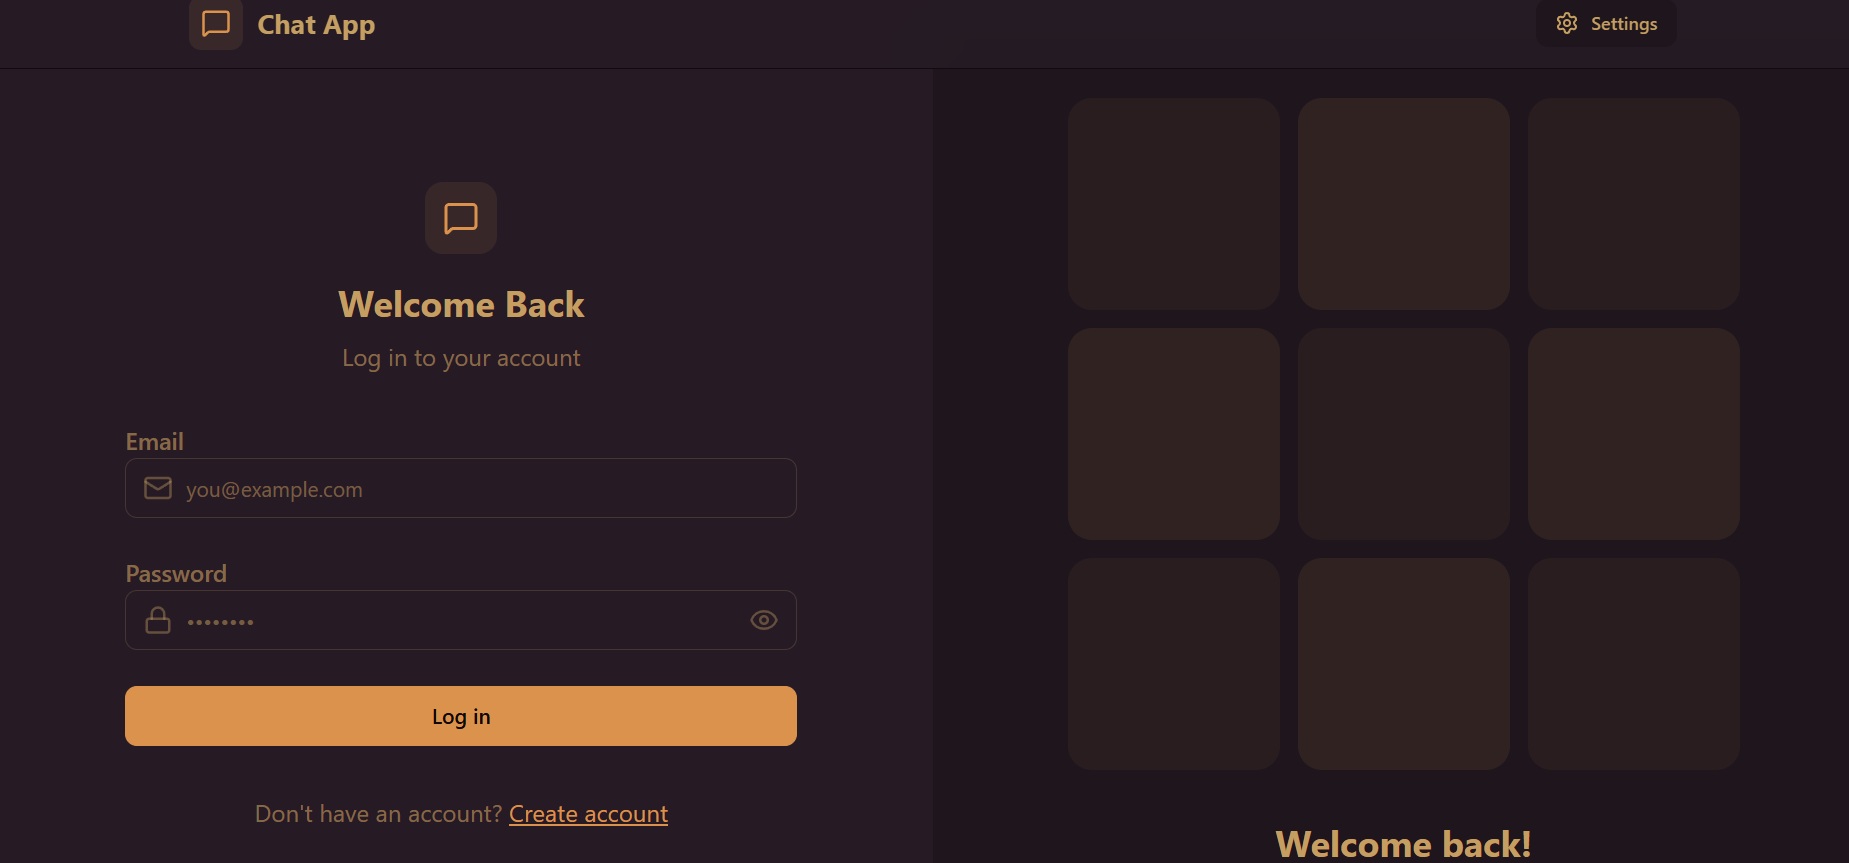 Chat App
Settings
Welcome Back
Log in to your account
Email
you@example.com
Password
••••••••
Log in
Don't have an account? Create account
Welcome back!